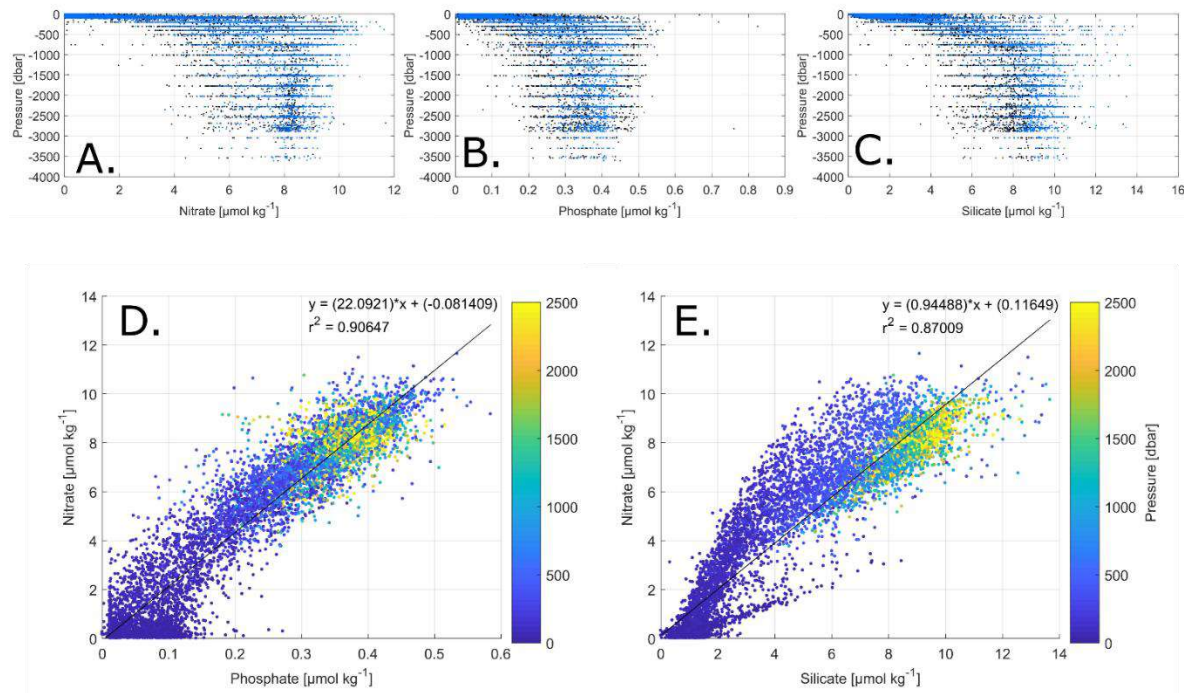 0
-500
-1000
-1500
-2000
-2500
-3000
-3500
-4000
Pressure [dbar]
0 2 4 6 8 10 12
Nitrate [µmol kg-1]
A.
0
-500
-1000
-1500
-2000
-2500
-3000
-3500
-4000
Pressure [dbar]
0 0.1 0.2 0.3 0.4 0.5 0.6 0.7 0.8 0.9
Phosphate [µmol kg-1]
B.
0
-500
-1000
-1500
-2000
-2500
-3000
-3500
-4000
Pressure [dbar]
0 2 4 6 8 10 12 14 16
Silicate [µmol kg-1]
C.
D.
y = (22.0921)*x + (-0.081409)
r2 = 0.90647
14
12
10
8
6
4
2
0
Nitrate [µmol kg-1]
0 0.1 0.2 0.3 0.4 0.5 0.6
Phosphate [µmol kg-1]
2500
2000
1500
1000
500
0
E.
y = (0.94488)*x + (0.11649)
r2 = 0.87009
14
12
10
8
6
4
2
0
Nitrate [µmol kg-1]
0 2 4 6 8 10 12 14
Silicate [µmol kg-1]
2500
2000
1500
1000
500
0
Pressure [dbar]